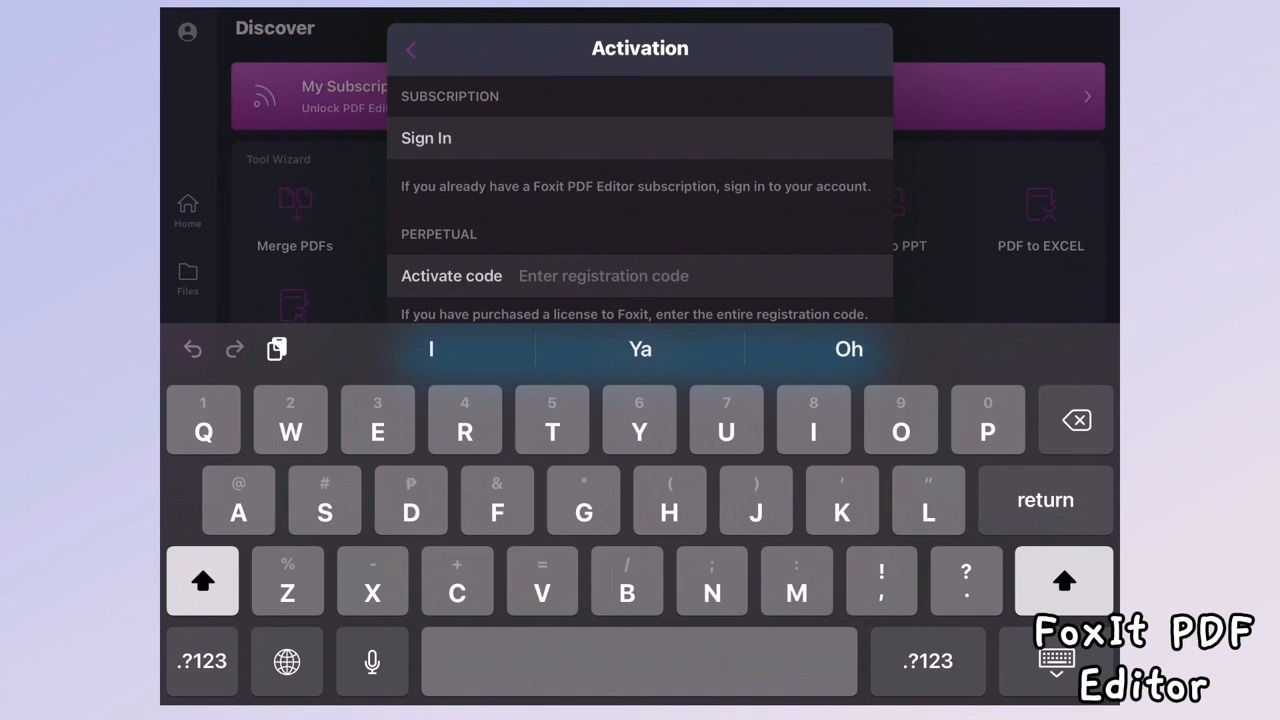 Discover
Activation
My Subscrip
Unlock PDF Edi
SUBSCRIPTION
Sign In
Tool Wizard
If you already have a Foxit PDF Editor subscription, sign in to your account.
Home
PERPETUAL
Merge PDFs
o PPT
PDF to EXCEL
Activate code Enter registration code
Files
If you have purchased a license to Foxit, enter the entire registration code.
I Ya Oh
1 2 3 4 5 6 7 8 9 0
Q W E R T Y U I O P
@ # ₱ & * ( ) ' "
A S D F G H J K L return
% - + = / ; : ! ?
Z X C V B N M , .
.?123 .?123
FoxIt PDF
Editor